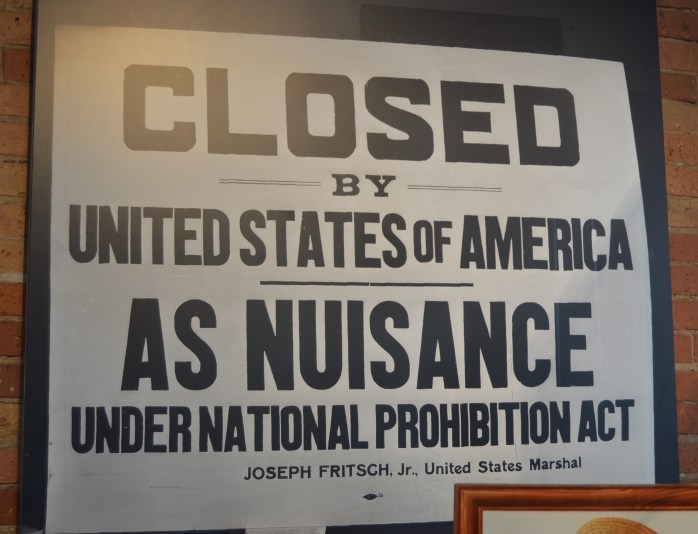 CLOSED
BY
UNITED STATES OF AMERICA
AS NUISANCE
UNDER NATIONAL PROHIBITION ACT
JOSEPH FRITSCH, Jr., United States Marshal